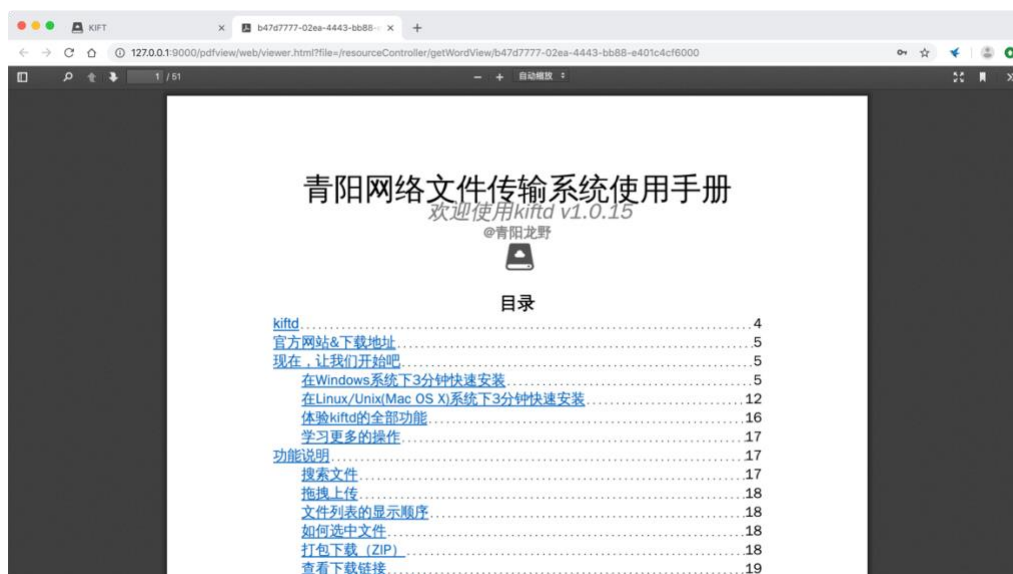 KIFT
b47d7777-02ea-4443-bb88-
127.0.0.1:9000/pdfview/web/viewer.html?file=/resourceController/getWordView/b47d7777-02ea-4443-bb88-e401c4cf6000
1 / 51
自动缩放
青阳网络文件传输系统使用手册
欢迎使用kiftd v1.0.15
@青阳龙野
目录
kiftd 4
官方网站&下载地址 5
现在，让我们开始吧 5
在Windows系统下3分钟快速安装 5
在Linux/Unix(Mac OS X)系统下3分钟快速安装 12
体验kiftd的全部功能 16
学习更多的操作 17
功能说明 17
搜索文件 17
拖拽上传 18
文件列表的显示顺序 18
如何选中文件 18
打包下载（ZIP） 18
查看下载链接 19